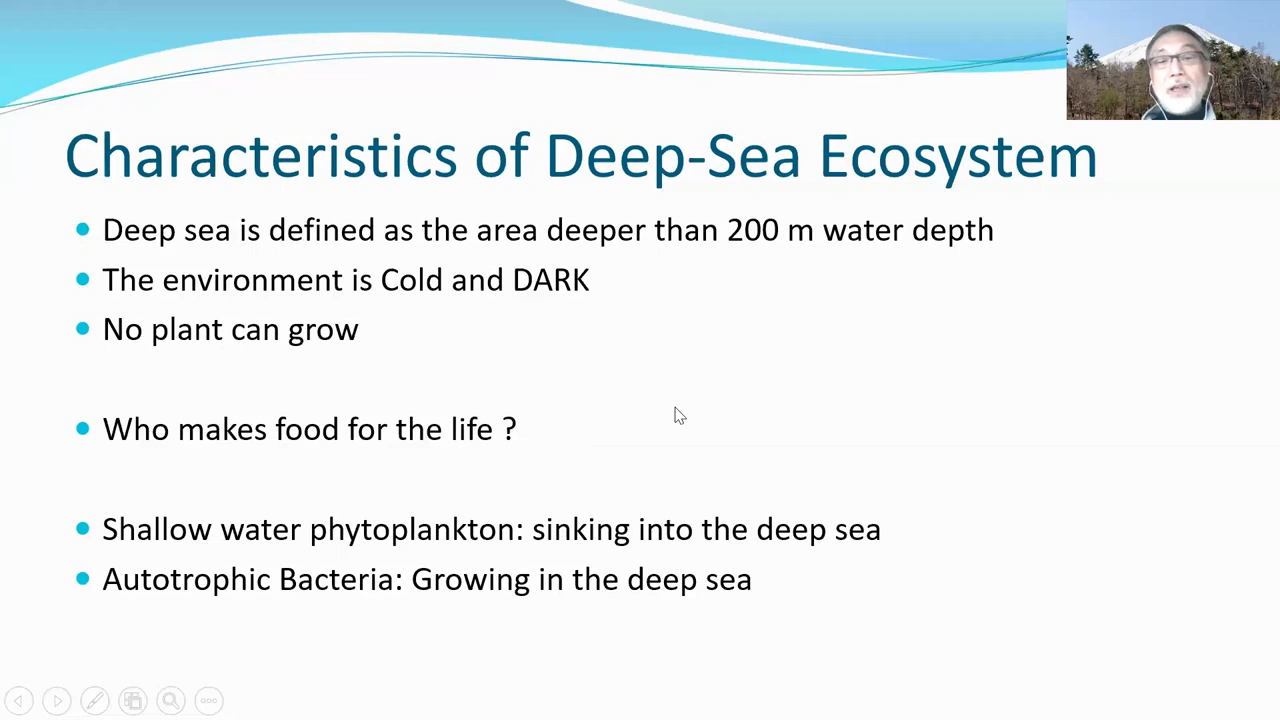 Characteristics of Deep-Sea Ecosystem
Deep sea is defined as the area deeper than 200 m water depth
The environment is Cold and DARK
No plant can grow
Who makes food for the life ?
Shallow water phytoplankton: sinking into the deep sea
Autotrophic Bacteria: Growing in the deep sea